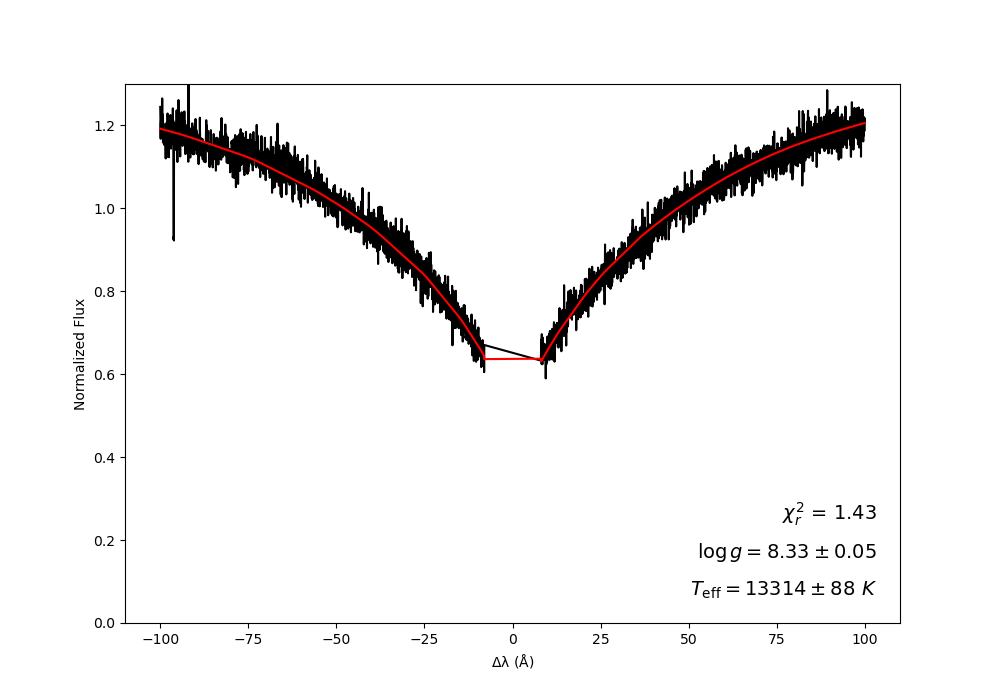 1.2
1.0
0.8
0.6
0.4
0.2
0.0
Normalized Flux
χ²ᵣ = 1.43
log g = 8.33 ± 0.05
T_eff = 13314 ± 88 K
−100 −75 −50 −25 0 25 50 75 100
Δλ (Å)